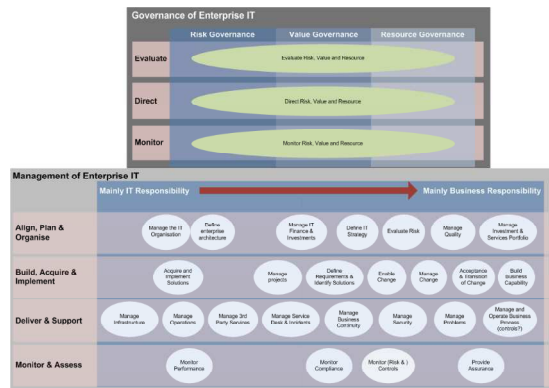 Governance of Enterprise IT
Risk Governance Value Governance Resource Governance
Evaluate
Evaluate Risk, Value and Resource
Direct
Direct Risk, Value and Resource
Monitor
Monitor Risk, Value and Resource
Management of Enterprise IT
Mainly IT Responsibility Mainly Business Responsibility
Align, Plan &
Organise
Manage the IT
Organisation
Define
enterprise
architecture
Manage IT
Finance &
Investments
Define IT
Strategy
Evaluate Risk
Manage
Quality
Manage
Investment &
Services Portfolio
Build, Acquire &
Implement
Acquire and
Implement
Solutions
Manage
projects
Define
Requirements &
Identify Solutions
Enable
Change
Manage
Change
Acceptance
& Transition
of Change
Build
Business
Capability
Deliver & Support
Manage
Infrastructure
Manage
Operations
Manage 3rd
Party Services
Manage Service
Desk & Incidents
Manage
Business
Continuity
Manage
Security
Manage
Problems
Manage and
Operate Business
Process
(controls?)
Monitor & Assess
Monitor
Performance
Monitor
Compliance
Monitor (Risk & )
Controls
Provide
Assurance